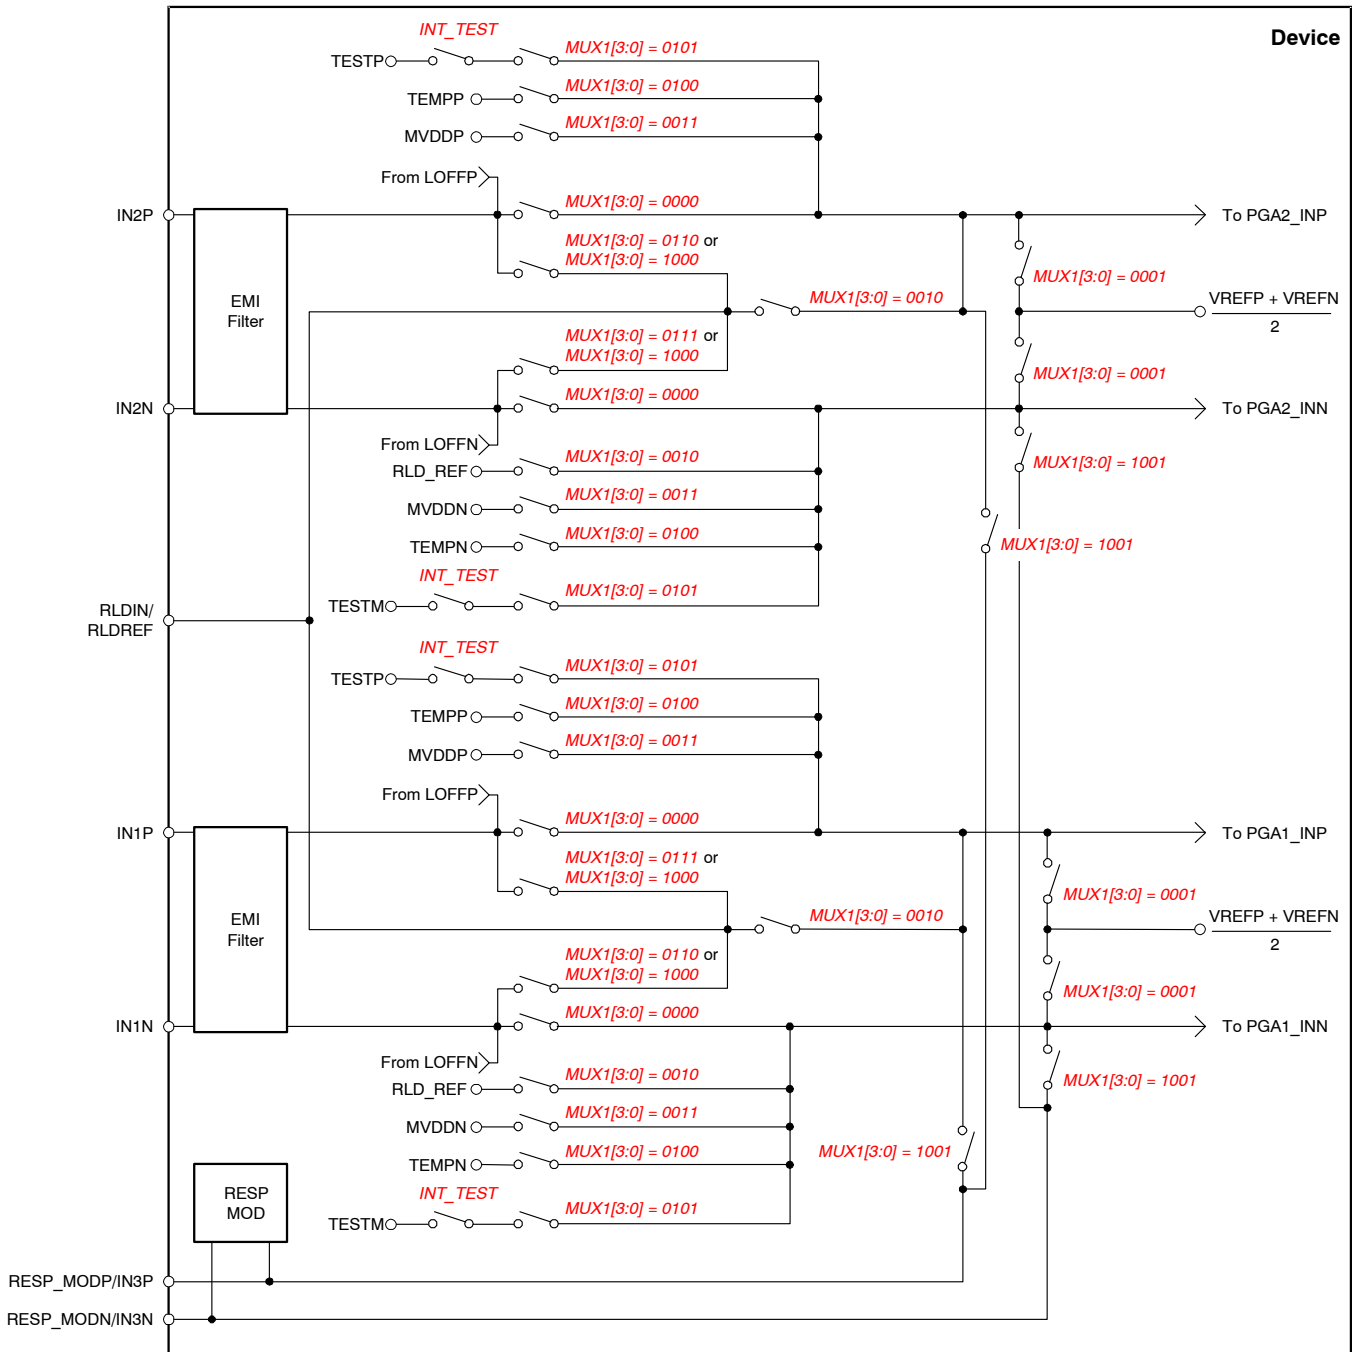 Device
INT_TEST
TESTP
MUX1[3:0] = 0101
TEMPP
MUX1[3:0] = 0100
MVDDP
MUX1[3:0] = 0011
From LOFFP
IN2P
MUX1[3:0] = 0000
To PGA2_INP
MUX1[3:0] = 0110 or
MUX1[3:0] = 1000
MUX1[3:0] = 0001
EMI
Filter
MUX1[3:0] = 0010
VREFP + VREFN
2
MUX1[3:0] = 0111 or
MUX1[3:0] = 1000
MUX1[3:0] = 0001
IN2N
MUX1[3:0] = 0000
To PGA2_INN
From LOFFN
RLD_REF
MUX1[3:0] = 0010
MUX1[3:0] = 1001
MVDDN
MUX1[3:0] = 0011
TEMPN
MUX1[3:0] = 0100
MUX1[3:0] = 1001
INT_TEST
TESTM
MUX1[3:0] = 0101
RLDIN/
RLDREF
INT_TEST
TESTP
MUX1[3:0] = 0101
TEMPP
MUX1[3:0] = 0100
MVDDP
MUX1[3:0] = 0011
From LOFFP
IN1P
MUX1[3:0] = 0000
To PGA1_INP
MUX1[3:0] = 0111 or
MUX1[3:0] = 1000
MUX1[3:0] = 0001
EMI
Filter
MUX1[3:0] = 0010
VREFP + VREFN
2
MUX1[3:0] = 0110 or
MUX1[3:0] = 1000
MUX1[3:0] = 0001
IN1N
MUX1[3:0] = 0000
To PGA1_INN
From LOFFN
RLD_REF
MUX1[3:0] = 0010
MUX1[3:0] = 1001
MVDDN
MUX1[3:0] = 0011
TEMPN
MUX1[3:0] = 0100
MUX1[3:0] = 1001
RESP
MOD
INT_TEST
TESTM
MUX1[3:0] = 0101
RESP_MODP/IN3P
RESP_MODN/IN3N